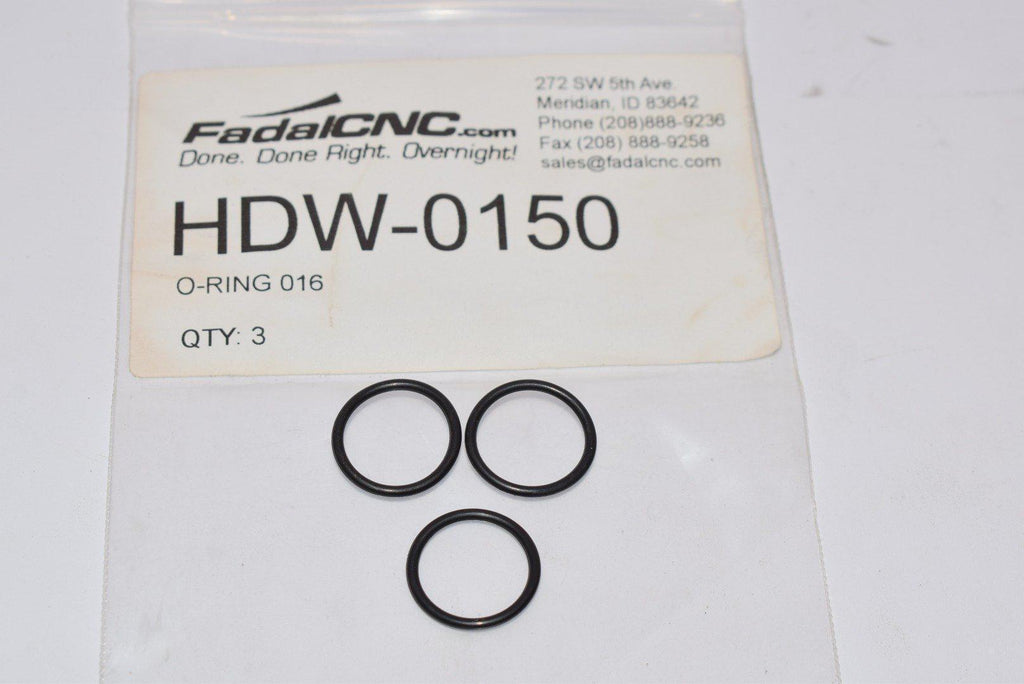 FadalCNC.com
Done. Done Right. Overnight!
272 SW 5th Ave.
Meridian, ID 83642
Phone (208)888-9236
Fax (208) 888-9258
sales@fadalcnc.com
HDW-0150
O-RING 016
QTY: 3